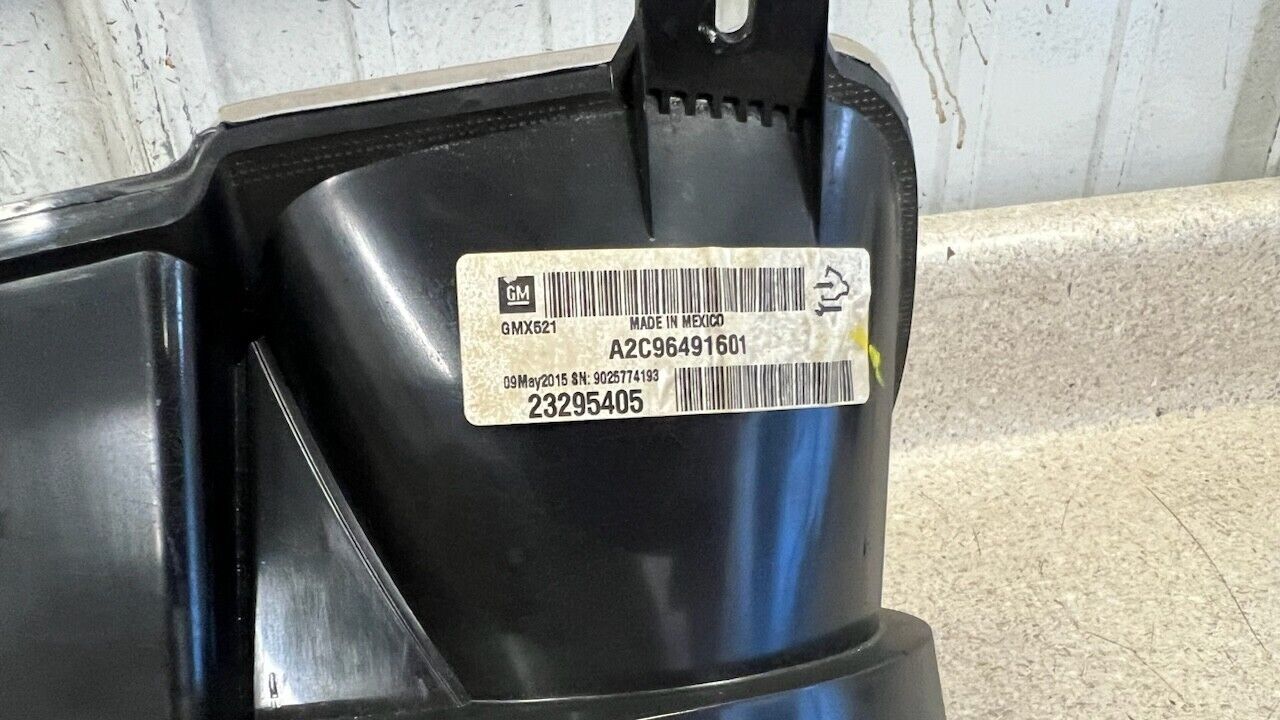 GM
GMX521
MADE IN MEXICO
A2C96491601
09May2015 SN: 9025774193
23295405